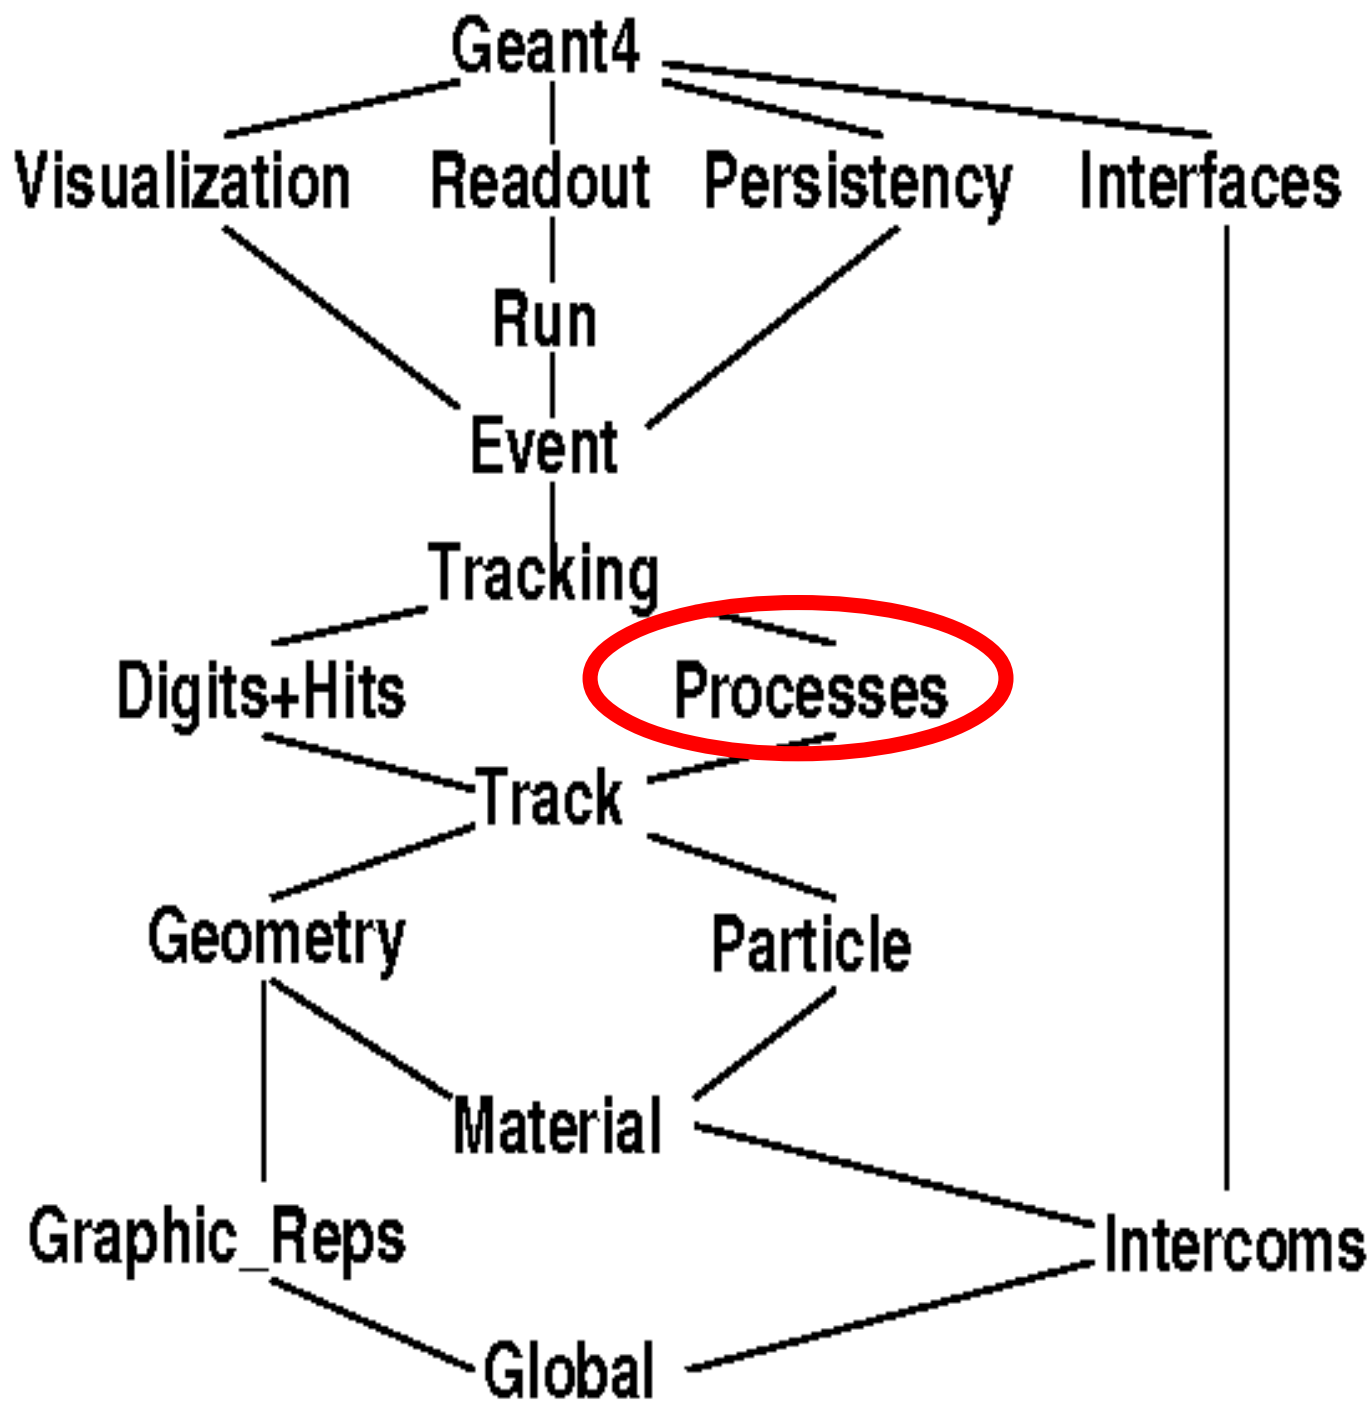 Geant4
Visualization Readout Persistency Interfaces
Run
Event
Tracking
Digits+Hits Processes
Track
Geometry Particle
Material
Graphic_Reps Intercoms
Global